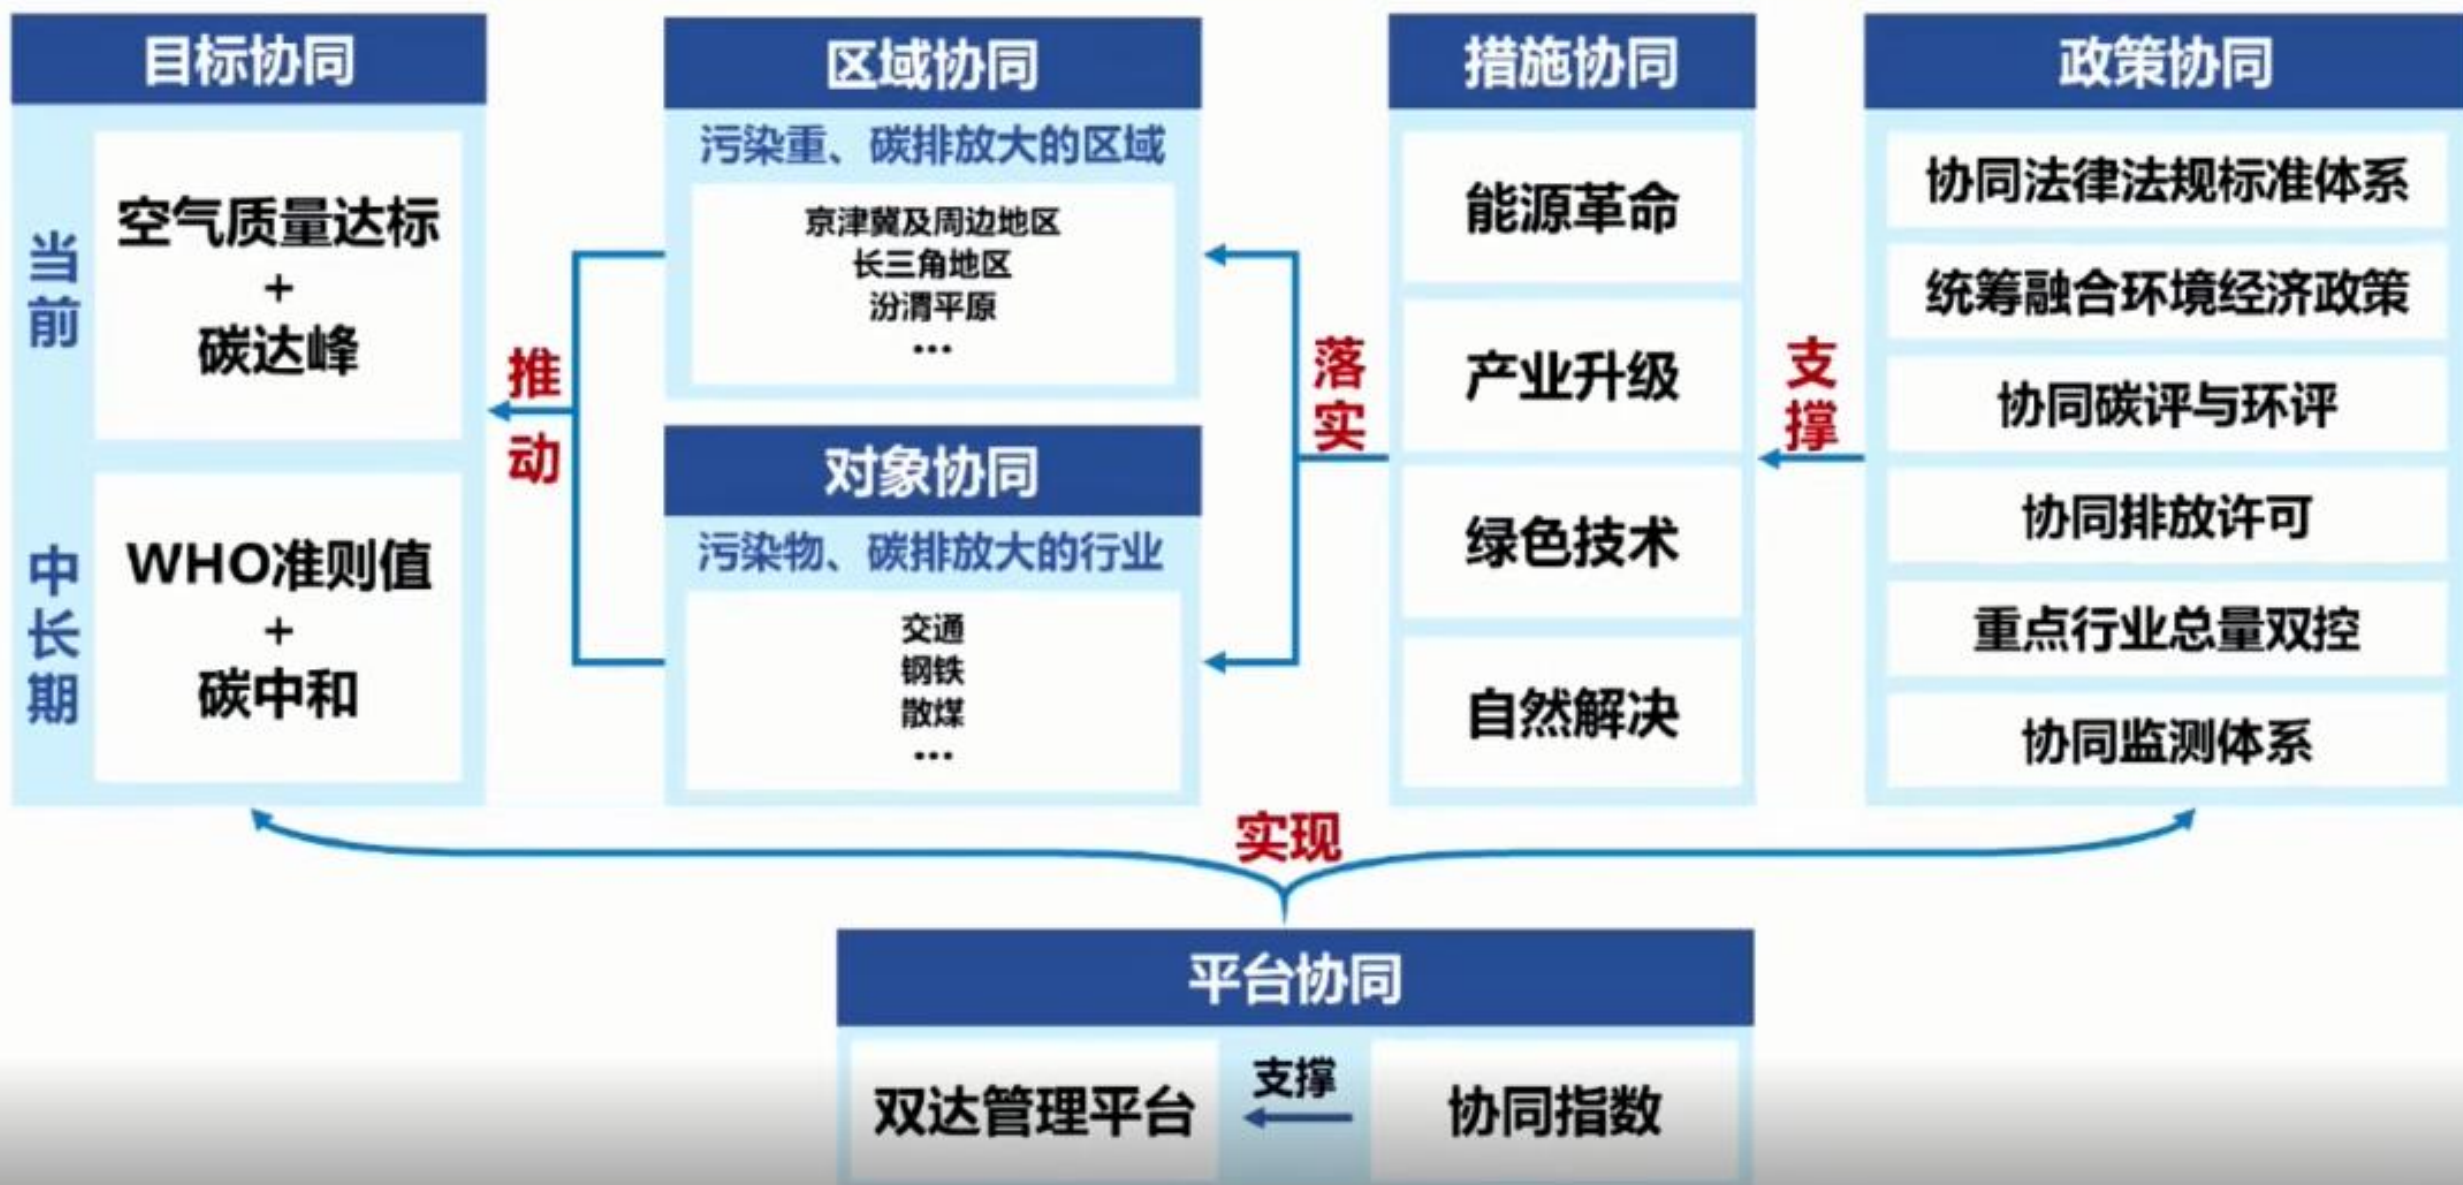 目标协同
当前
空气质量达标
+
碳达峰
中长期
WHO准则值
+
碳中和
推动
区域协同
污染重、碳排放大的区域
京津冀及周边地区
长三角地区
汾渭平原
...
对象协同
污染物、碳排放大的行业
交通
钢铁
散煤
...
落实
措施协同
能源革命
产业升级
绿色技术
自然解决
支撑
政策协同
协同法律法规标准体系
统筹融合环境经济政策
协同碳评与环评
协同排放许可
重点行业总量双控
协同监测体系
实现
平台协同
双达管理平台
支撑
协同指数